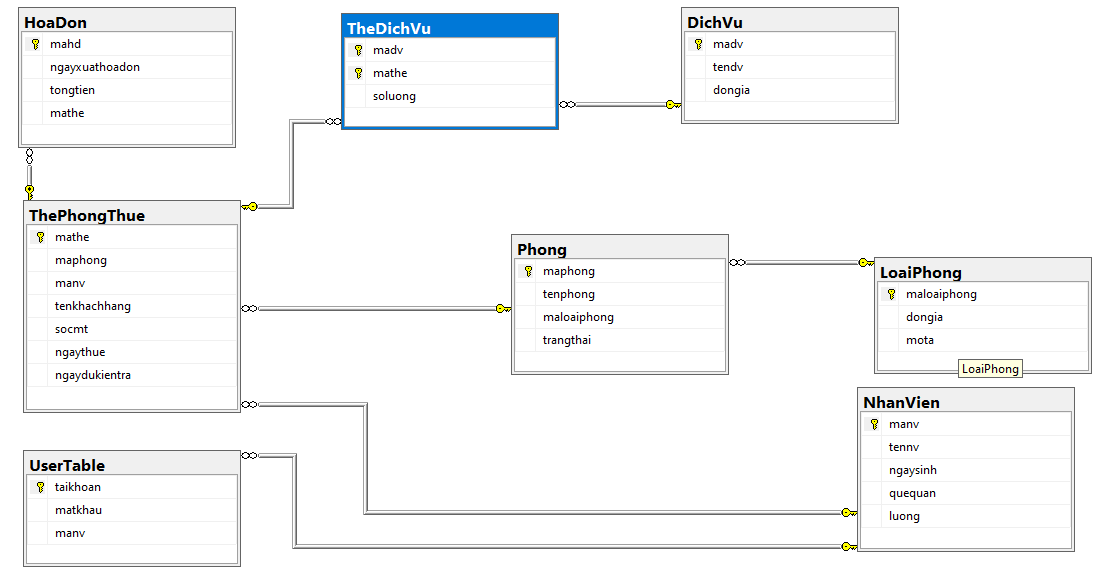 HoaDon
mahd
ngayxuathoadon
tongtien
mathe
TheDichVu
madv
mathe
soluong
DichVu
madv
tendv
dongia
ThePhongThue
mathe
maphong
manv
tenkhachhang
socmt
ngaythue
ngaydukientra
Phong
maphong
tenphong
maloaiphong
trangthai
LoaiPhong
maloaiphong
dongia
mota
LoaiPhong
NhanVien
manv
tennv
ngaysinh
quequan
luong
UserTable
taikhoan
matkhau
manv